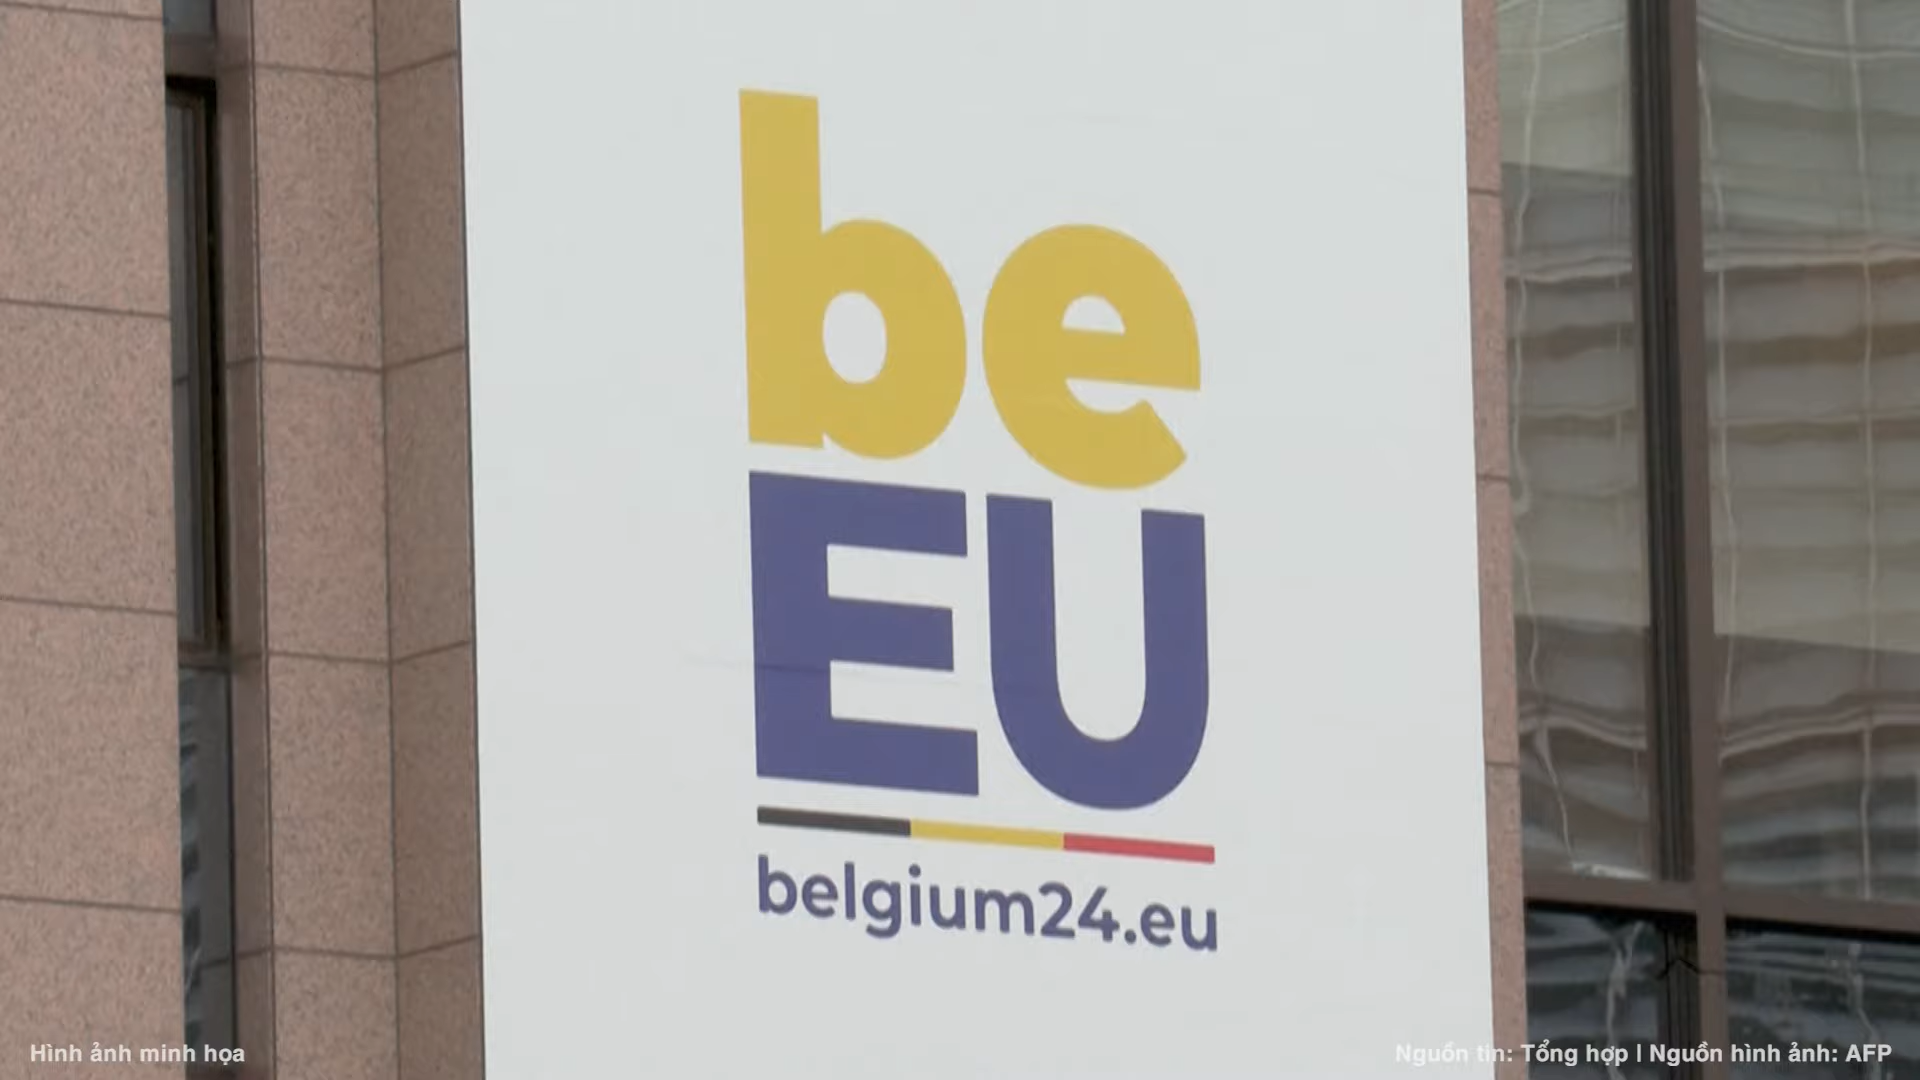 be
EU
belgium24.eu
Hình ảnh minh họa
Nguồn tin: Tổng hợp | Nguồn hình ảnh: AFP